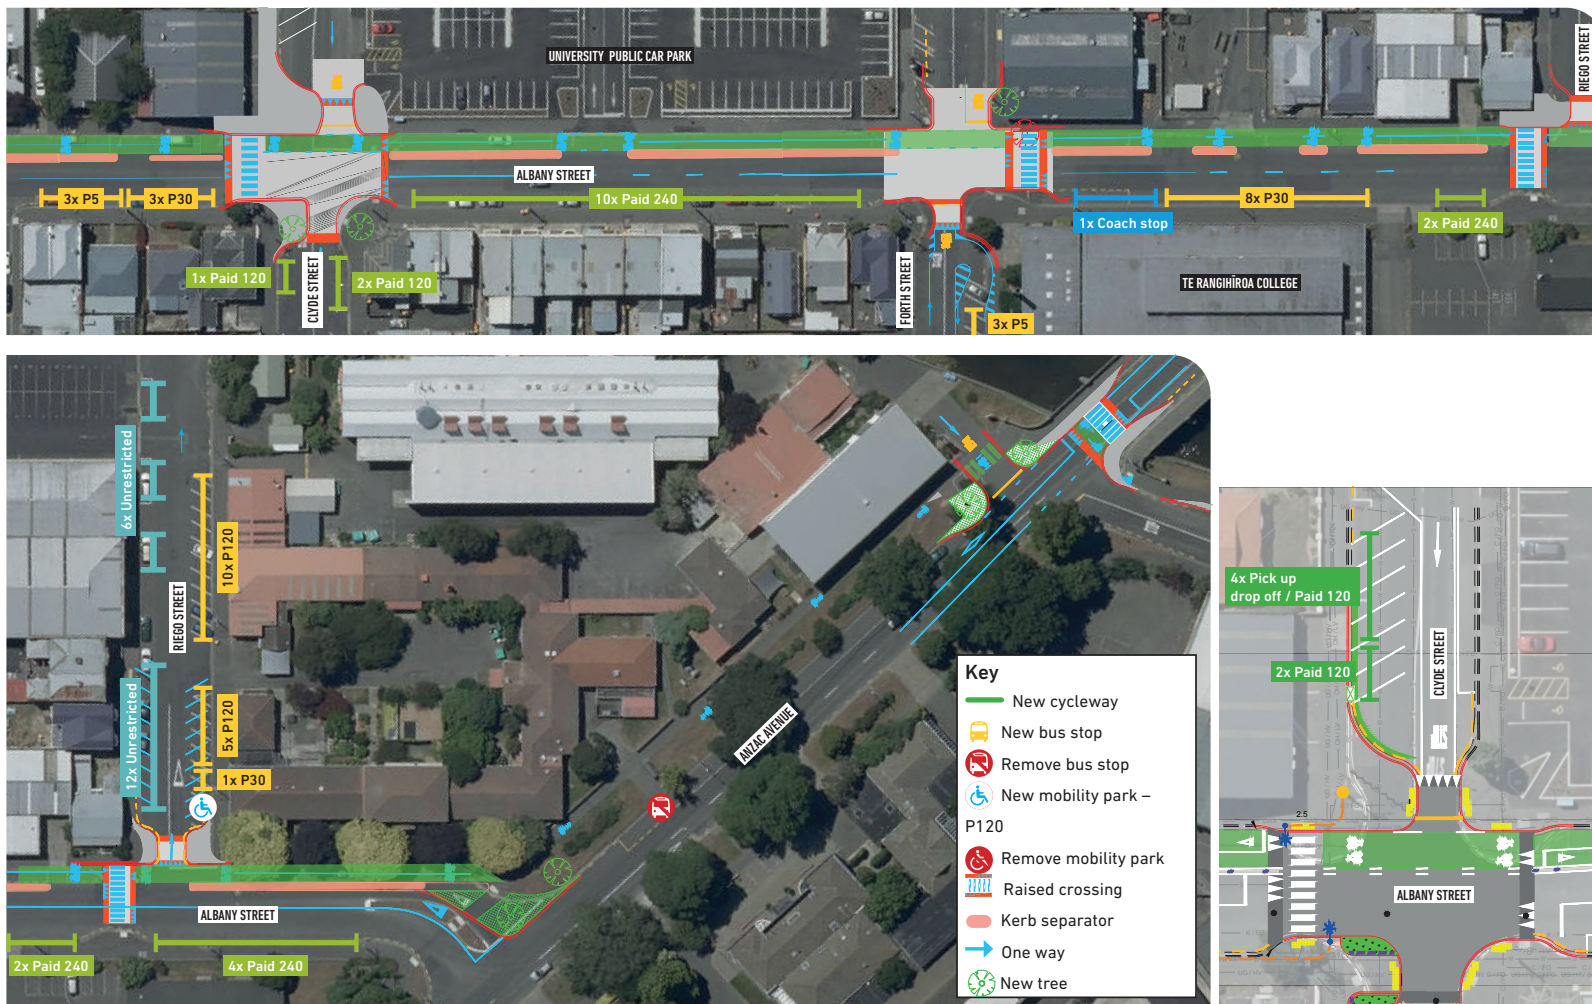 UNIVERSITY PUBLIC CAR PARK
RIEGO STREET
ALBANY STREET
3x P5
3x P30
10x Paid 240
1x Coach stop
8x P30
2x Paid 240
1x Paid 120
CLYDE STREET
2x Paid 120
FORTH STREET
3x P5
TE RANGIHĪROA COLLEGE
6x Unrestricted
10x P120
RIEGO STREET
12x Unrestricted
5x P120
1x P30
ANZAC AVENUE
ALBANY STREET
2x Paid 240
4x Paid 240
Key
New cycleway
New bus stop
Remove bus stop
New mobility park –
P120
Remove mobility park
Raised crossing
Kerb separator
One way
New tree
4x Pick up
drop off / Paid 120
2x Paid 120
CLYDE STREET
2.5
ALBANY STREET